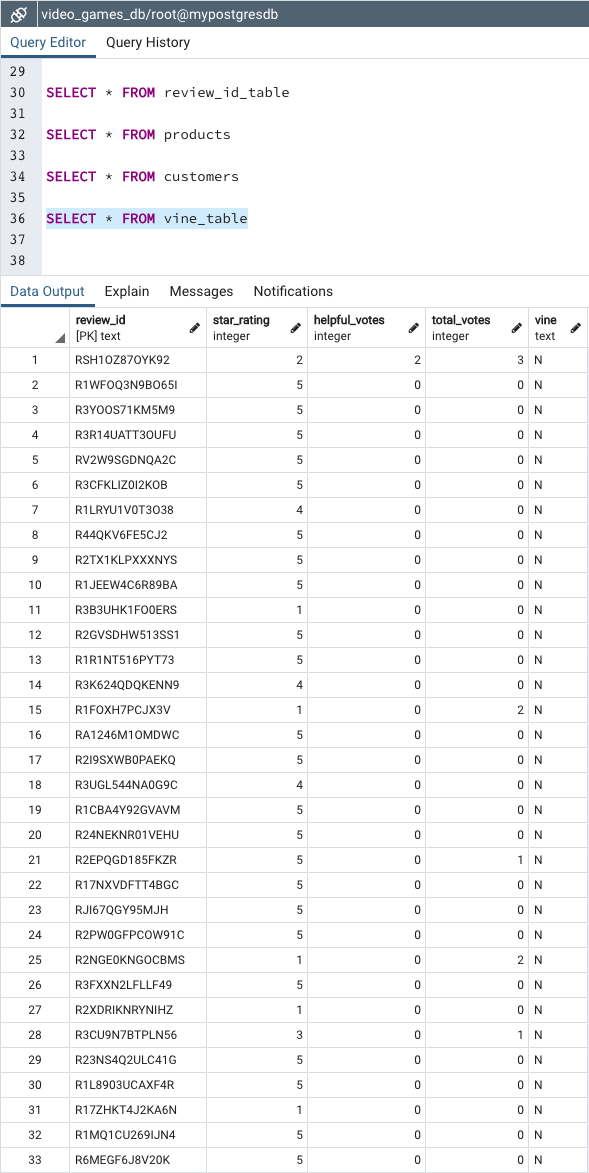 video_games_db/root@mypostgresdb
Query Editor Query History
29
30 SELECT * FROM review_id_table
31
32 SELECT * FROM products
33
34 SELECT * FROM customers
35
36 SELECT * FROM vine_table
37
38
Data Output Explain Messages Notifications
review_id star_rating helpful_votes total_votes vine
[PK] text integer integer integer text
1 RSH1OZ87OYK92 2 2 3 N
2 R1WFOQ3N9BO65I 5 0 0 N
3 R3YOOS71KM5M9 5 0 0 N
4 R3R14UATT3OUFU 5 0 0 N
5 RV2W9SGDNQA2C 5 0 0 N
6 R3CFKLIZ0I2KOB 5 0 0 N
7 R1LRYU1V0T3O38 4 0 0 N
8 R44QKV6FE5CJ2 5 0 0 N
9 R2TX1KLPXXXNYS 5 0 0 N
10 R1JEEW4C6R89BA 5 0 0 N
11 R3B3UHK1FO0ERS 1 0 0 N
12 R2GVSDHW513SS1 5 0 0 N
13 R1R1NT516PYT73 5 0 0 N
14 R3K624QDQKENN9 4 0 0 N
15 R1FOXH7PCJX3V 1 0 2 N
16 RA1246M1OMDWC 5 0 0 N
17 R2I9SXWB0PAEKQ 5 0 0 N
18 R3UGL544NA0G9C 4 0 0 N
19 R1CBA4Y92GVAVM 5 0 0 N
20 R24NEKNR01VEHU 5 0 0 N
21 R2EPQGD185FKZR 5 0 1 N
22 R17NXVDFTT4BGC 5 0 0 N
23 RJI67QGY95MJH 5 0 0 N
24 R2PW0GFPCOW91C 5 0 0 N
25 R2NGE0KNGOCBMS 1 0 2 N
26 R3FXXN2LFLLF49 5 0 0 N
27 R2XDRIKNRYNIHZ 1 0 0 N
28 R3CU9N7BTPLN56 3 0 1 N
29 R23NS4Q2ULC41G 5 0 0 N
30 R1L8903UCAXF4R 5 0 0 N
31 R17ZHKT4J2KA6N 1 0 0 N
32 R1MQ1CU269IJN4 5 0 0 N
33 R6MEGF6J8V20K 5 0 0 N